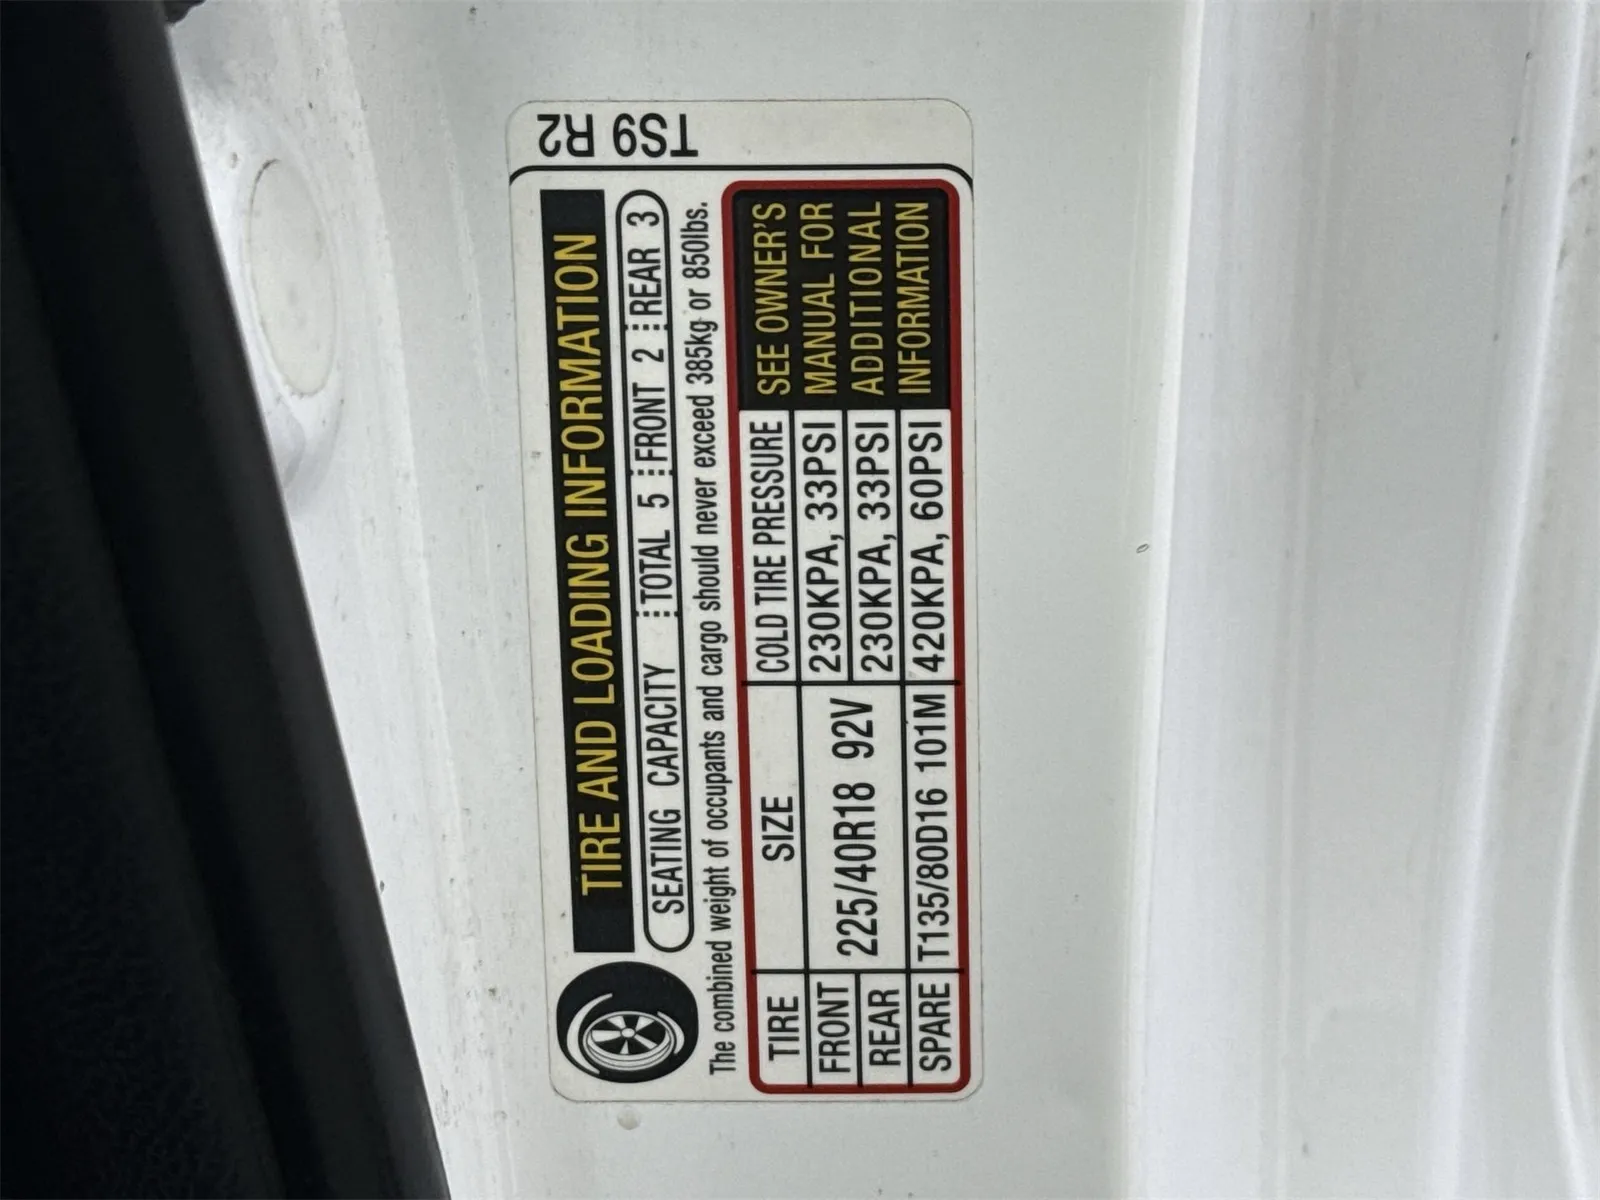 TS9 R2
TIRE AND LOADING INFORMATION
SEATING CAPACITY TOTAL 5 FRONT 2 REAR 3
The combined weight of occupants and cargo should never exceed 385kg or 850lbs.
TIRE SIZE COLD TIRE PRESSURE
FRONT 225/40R18 92V 230KPA, 33PSI
REAR 230KPA, 33PSI
SPARE T135/80D16 101M 420KPA, 60PSI
SEE OWNER'S
MANUAL FOR
ADDITIONAL
INFORMATION